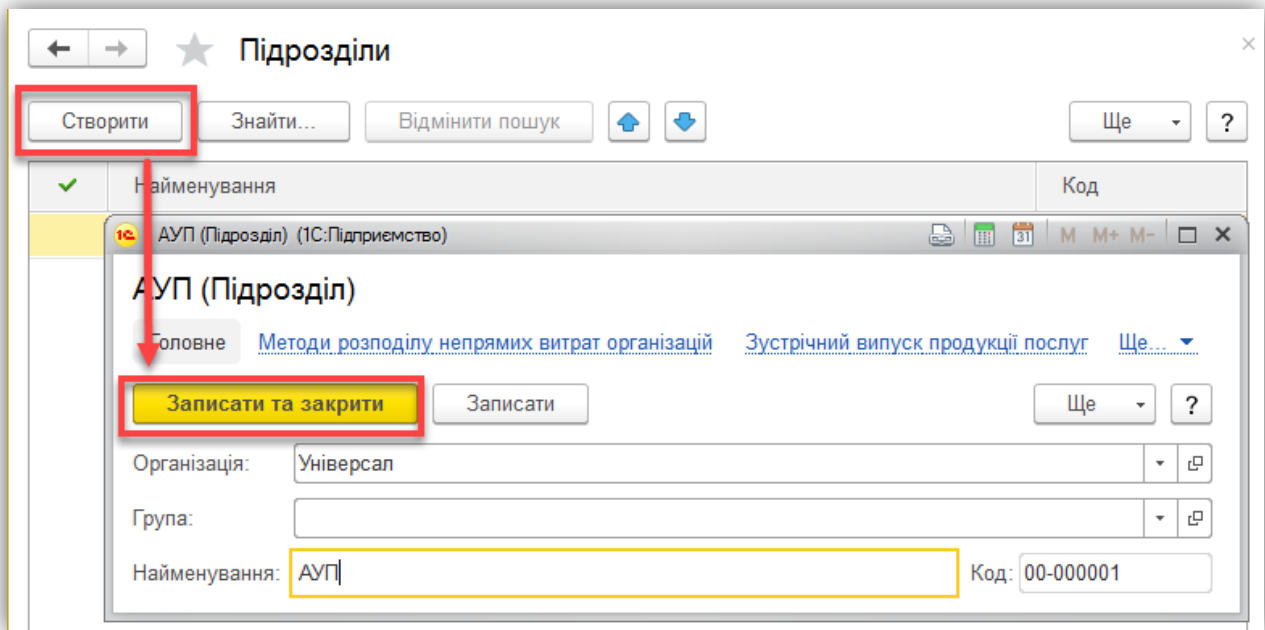 Підрозділи
Створити Знайти... Відмінити пошук Ще ?
Найменування Код
1С АУП (Підрозділ) (1С:Підприємство) 31 M M+ M-
АУП (Підрозділ)
Головне Методи розподілу непрямих витрат організацій Зустрічний випуск продукції послуг Ще...
Записати та закрити Записати Ще ?
Організація: Універсал
Група:
Найменування: АУП Код: 00-000001